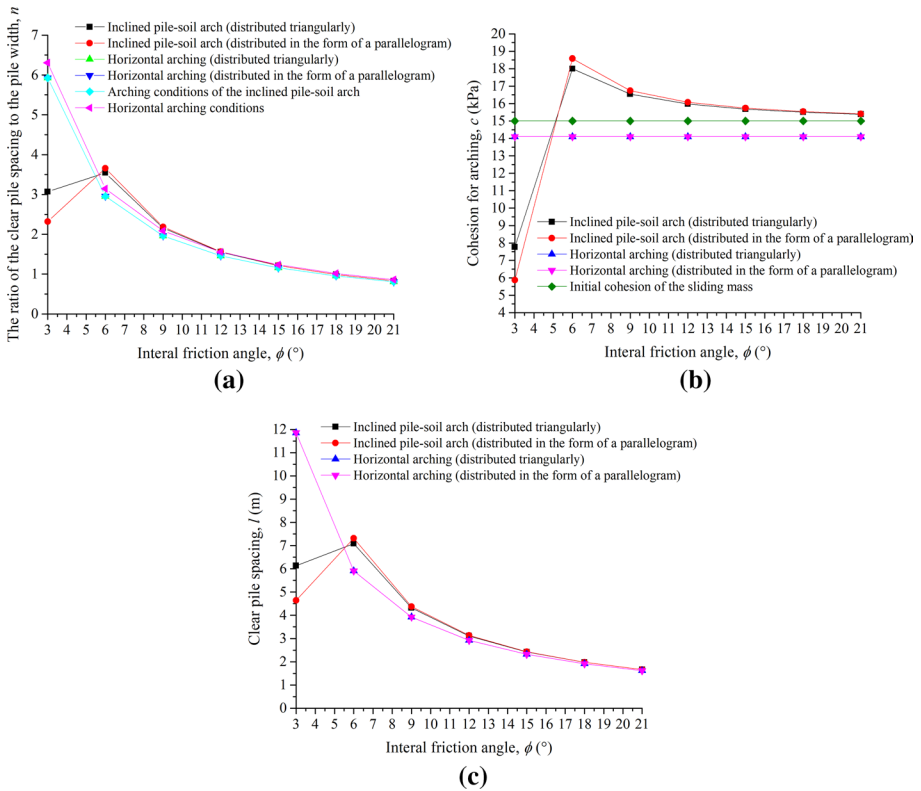 Inclined pile-soil arch (distributed triangularly)
Inclined pile-soil arch (distributed in the form of a parallelogram)
Horizontal arching (distributed triangularly)
Horizontal arching (distributed in the form of a parallelogram)
Arching conditions of the inclined pile-soil arch
Horizontal arching conditions
The ratio of the clear pile spacing to the pile width, n
7
6
5
4
3
2
1
0
3 4 5 6 7 8 9 10 11 12 13 14 15 16 17 18 19 20 21
Interal friction angle, ϕ (°)
(a)
Cohesion for arching, c (kPa)
20
19
18
17
16
15
14
13
12
11
10
9
8
7
6
5
4
Inclined pile-soil arch (distributed triangularly)
Inclined pile-soil arch (distributed in the form of a parallelogram)
Horizontal arching (distributed triangularly)
Horizontal arching (distributed in the form of a parallelogram)
Initial cohesion of the sliding mass
3 4 5 6 7 8 9 10 11 12 13 14 15 16 17 18 19 20 21
Interal friction angle, ϕ (°)
(b)
Inclined pile-soil arch (distributed triangularly)
Inclined pile-soil arch (distributed in the form of a parallelogram)
Horizontal arching (distributed triangularly)
Horizontal arching (distributed in the form of a parallelogram)
Clear pile spacing, l (m)
12
11
10
9
8
7
6
5
4
3
2
1
0
3 4 5 6 7 8 9 10 11 12 13 14 15 16 17 18 19 20 21
Interal friction angle, ϕ (°)
(c)